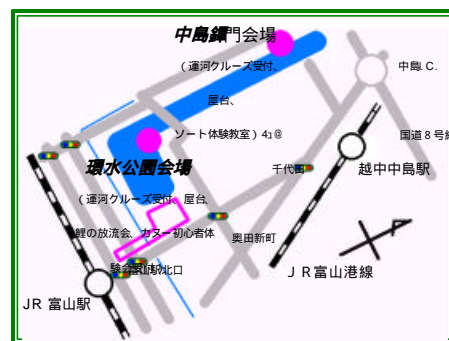 中島閘門会場
（運河クルーズ受付、
屋台、
ソート体験教室）41@
中島I.C.
国道８号線
環水公園会場
千代田
越中中島駅
（運河クルーズ受付、屋台、
鯉の放流会、カヌー初心者体
奥田新町
富山駅北口
ＪＲ富山港線
JR 富山駅